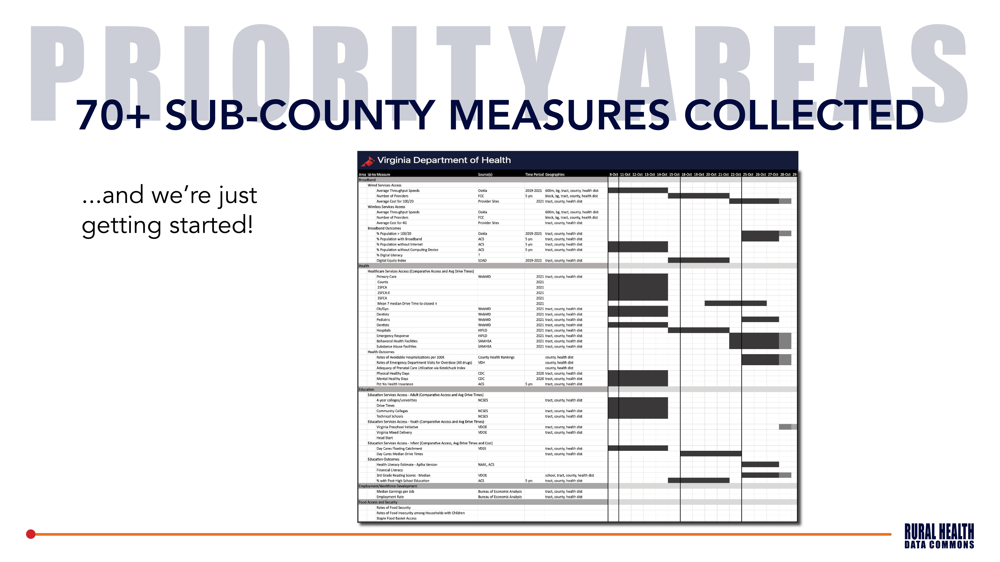 PRIORITY AREAS
70+ SUB-COUNTY MEASURES COLLECTED
...and we're just
getting started!
Virginia Department of Health
Area Sub-Area Measure Source(s) Time Period Geographies 8-Oct 11-Oct 12-Oct 13-Oct 14-Oct 15-Oct 18-Oct 19-Oct 20-Oct 21-Oct 22-Oct 25-Oct 26-Oct 27-Oct 28-Oct 29-
Broadband
Wired Services Access
Average Throughput Speeds Ookla 2019-2021 600m, bg, tract, county, health dist
Number of Providers FCC 5 yrs block, bg, tract, county, health dist
Average Cost for 100/20 Provider Sites 2021 tract, county, health dist
Wireless Services Access
Average Throughput Speeds Ookla 600m, bg, tract, county, health dist
Number of Providers FCC block, bg, tract, county, health dist
Average Cost for 4G Provider Sites tract, county, health dist
Broadband Outcomes
% Population > 100/20 Ookla 2019-2021 tract, county, health dist
% Population with Broadband ACS 5 yrs tract, county, health dist
% Population without Internet ACS 5 yrs tract, county, health dist
% Population without Computing Device ACS 5 yrs tract, county, health dist
% Digital Literacy ?
Digital Equity Index SDAD 2019-2021 tract, county, health dist
Health
Healthcare Services Access (Comparative Access and Avg Drive Times)
Primary Care WebMD 2021 tract, county, health dist
Counts 2021
2SFCA 2021
2SFCA-E 2021
3SFCA 2021
Mean 7 median Drive Time to closest n 2021
Ob/Gyn WebMD 2021 tract, county, health dist
Dentists WebMD 2021 tract, county, health dist
Pediatric WebMD 2021 tract, county, health dist
Dentists WebMD 2021 tract, county, health dist
Hospitals HIFLD 2021 tract, county, health dist
Emergency Response HIFLD 2021 tract, county, health dist
Behavioral Health Facilities SAMHSA 2021 tract, county, health dist
Substance Abuse Facilities SAMHSA 2021 tract, county, health dist
Health Outcomes
Rates of Avoidable Hospitalizations per 100K County Health Rankings county, health dist
Rates of Emergency Department Visits for Overdose (All drugs) VDH county, health dist
Adequacy of Prenatal Care Utilization via Kotelchuck Index county, health dist
Physical Healthy Days CDC 2020 tract, county, health dist
Mental Healthy Days CDC 2020 tract, county, health dist
Pct No Health Insurance ACS 5 yrs tract, county, health dist
Education
Education Services Access - Adult (Comparative Access and Avg Drive Times)
4-year colleges/univerities NCSES tract, county, health dist
Drive Times
Community Colleges NCSES tract, county, health dist
Technical Schools NCSES tract, county, health dist
Education Services Access - Youth (Comparative Access and Avg Drive Times)
Virginia Preschool Initiative VDOE tract, county, health dist
Virginia Mixed Delivery VDOE tract, county, health dist
Head Start
Education Services Access - Infant (Comparative Access, Avg Drive Times and Cost)
Day Cares Floating Catchment VDSS tract, county, health dist
Day Cares Median Drive Times tract, county, health dist
Education Outcomes
Health Literacy Estimate - Aplha Version NAAL, ACS
Financial Literacy
3rd Grade Reading Scores - Median VDOE school, tract, county, health dist
% with Post-High School Education ACS 5 yrs tract, county, health dist
Employment/Workforce Development
Median Earnings per Job Bureau of Economic Analysis tract, county, health dist
Employment Rate Bureau of Economic Analysis tract, county, health dist
Food Access and Security
Rates of Food Security
Rates of Food Insecurity among Households with Children
Staple Food Basket Access
RURAL HEALTH
DATA COMMONS